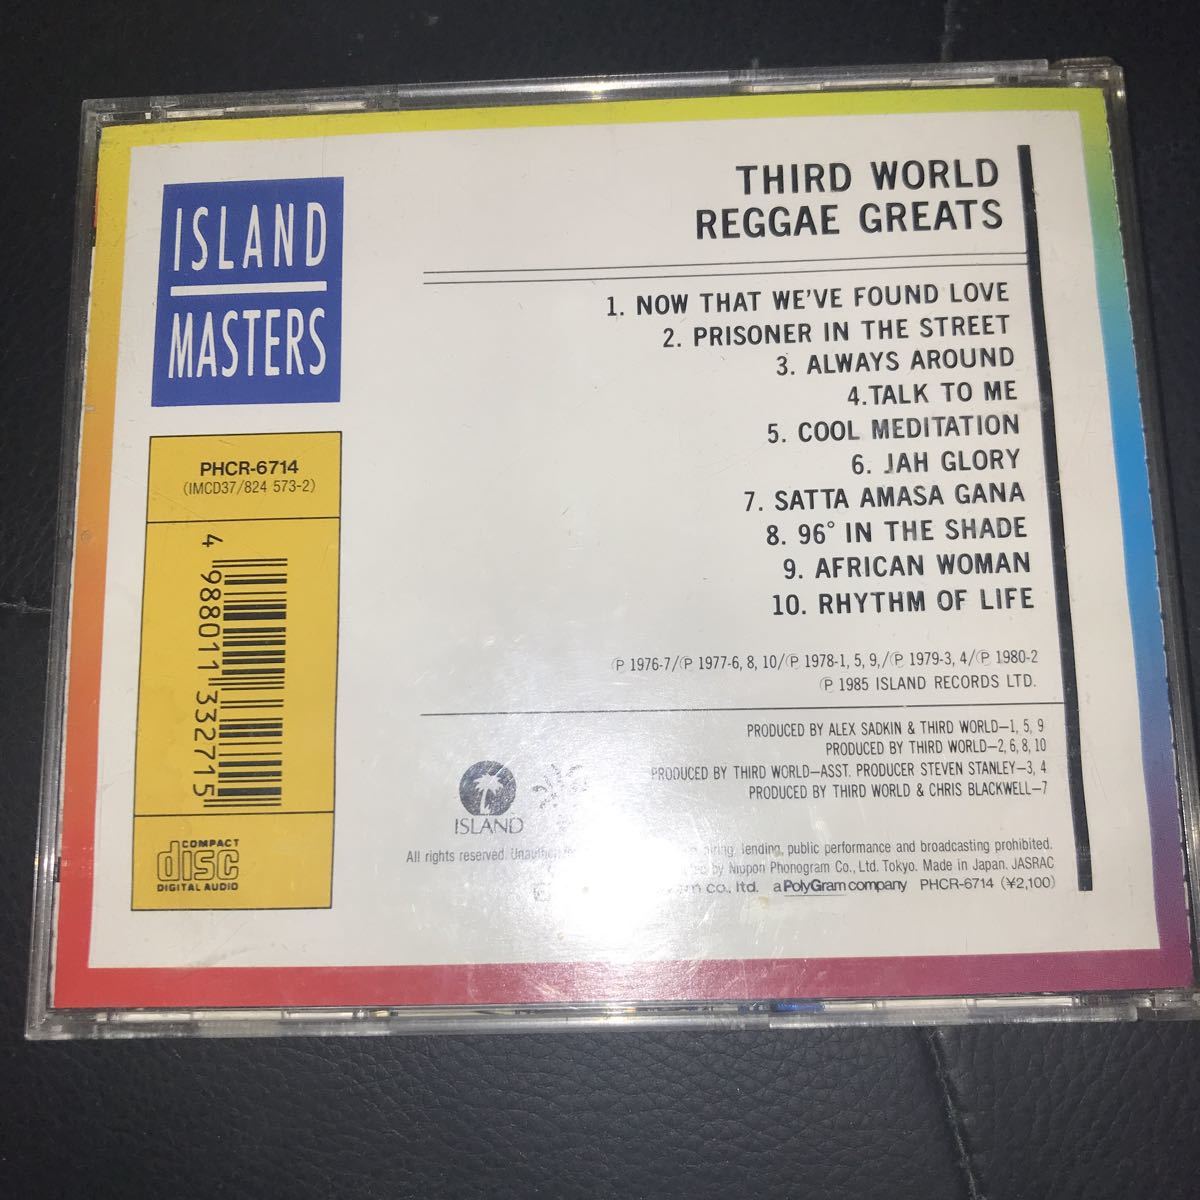 ISLAND
MASTERS
PHCR-6714
(IMCD37/824 573-2)
4 988011 332715
COMPACT
disc
DIGITAL AUDIO
THIRD WORLD
REGGAE GREATS
1. NOW THAT WE'VE FOUND LOVE
2. PRISONER IN THE STREET
3. ALWAYS AROUND
4.TALK TO ME
5. COOL MEDITATION
6. JAH GLORY
7. SATTA AMASA GANA
8. 96° IN THE SHADE
9. AFRICAN WOMAN
10. RHYTHM OF LIFE
℗ 1976-7/℗ 1977-6, 8, 10/℗ 1978-1, 5, 9,/℗ 1979-3, 4/℗ 1980-2
℗ 1985 ISLAND RECORDS LTD.
PRODUCED BY ALEX SADKIN & THIRD WORLD—1, 5, 9
PRODUCED BY THIRD WORLD—2, 6, 8, 10
PRODUCED BY THIRD WORLD—ASST. PRODUCER STEVEN STANLEY—3, 4
PRODUCED BY THIRD WORLD & CHRIS BLACKWELL—7
ISLAND
All rights reserved. lending, public performance and broadcasting prohibited.
by Nippon Phonogram Co., Ltd. Tokyo. Made in Japan. JASRAC
co., ltd. a PolyGram company PHCR-6714 (¥2,100)